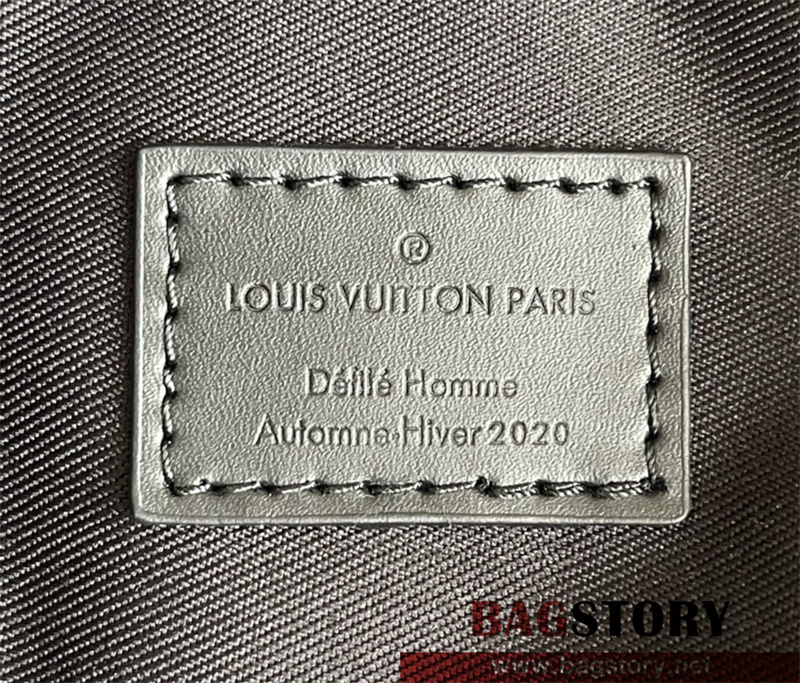 ®
LOUIS VUITTON PARIS
Défilé Homme
Automne-Hiver 2020
BAGSTORY
www.bagstory.net